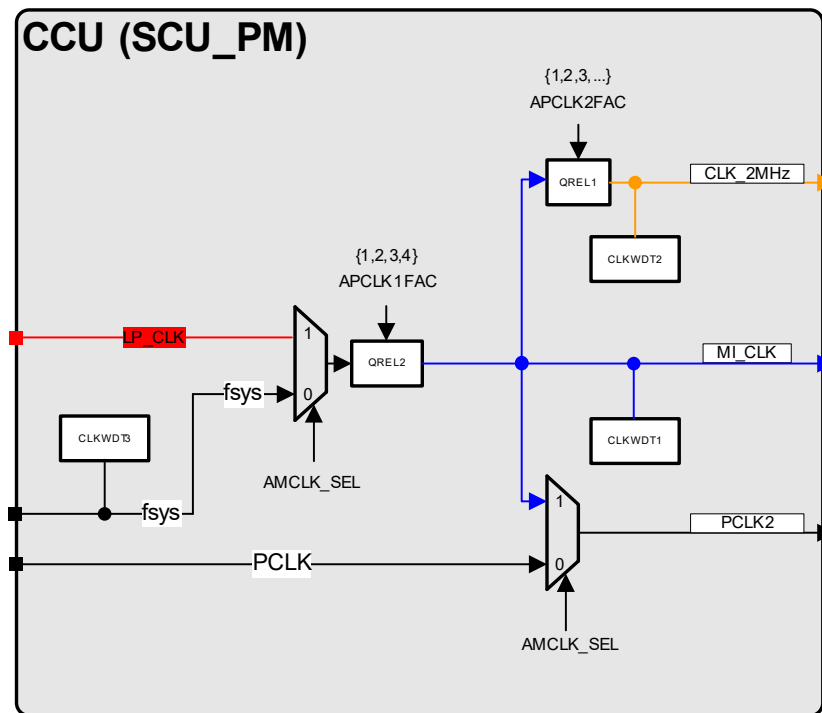 CCU (SCU_PM)
{1,2,3,...}
APCLK2FAC
QREL1
CLK_2MHz
CLKWDT2
{1,2,3,4}
APCLK1FAC
LP_CLK
1
0
QREL2
MI_CLK
fsys
CLKWDT3
CLKWDT1
AMCLK_SEL
fsys
1
0
PCLK2
PCLK
AMCLK_SEL